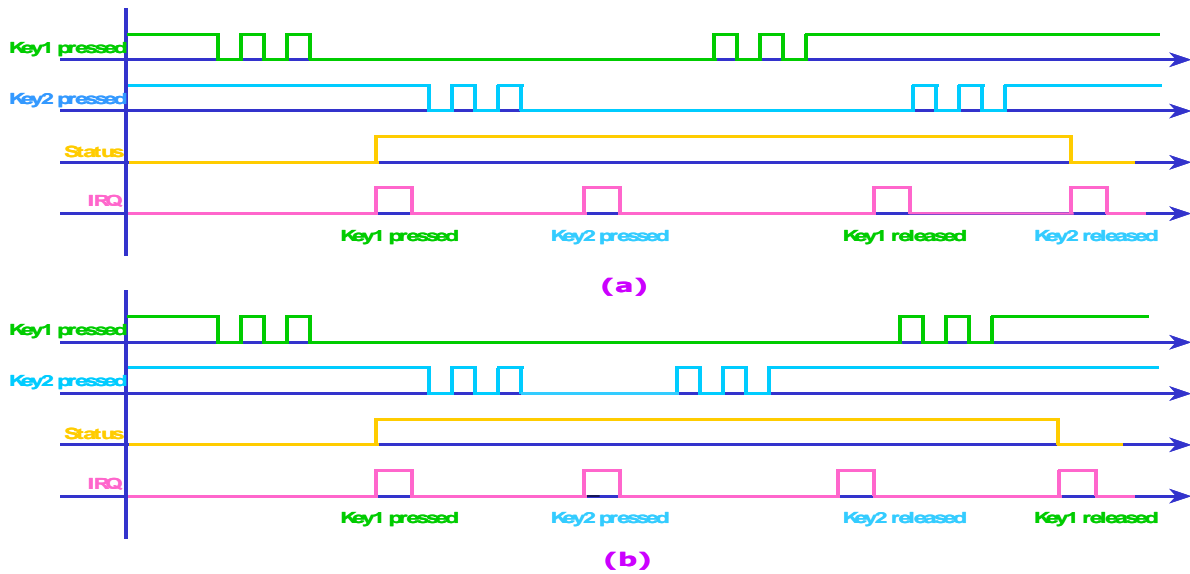 Key1 pressed
Key2 pressed
Status
IRQ
Key1 pressed Key2 pressed Key1 released Key2 released
(a)
Key1 pressed
Key2 pressed
Status
IRQ
Key1 pressed Key2 pressed Key2 released Key1 released
(b)